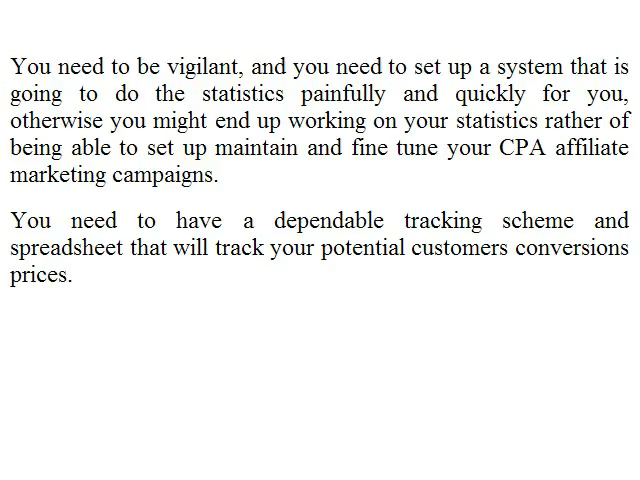 You need to be vigilant, and you need to set up a system that is
going to do the statistics painfully and quickly for you,
otherwise you might end up working on your statistics rather of
being able to set up maintain and fine tune your CPA affiliate
marketing campaigns.
You need to have a dependable tracking scheme and
spreadsheet that will track your potential customers conversions
prices.